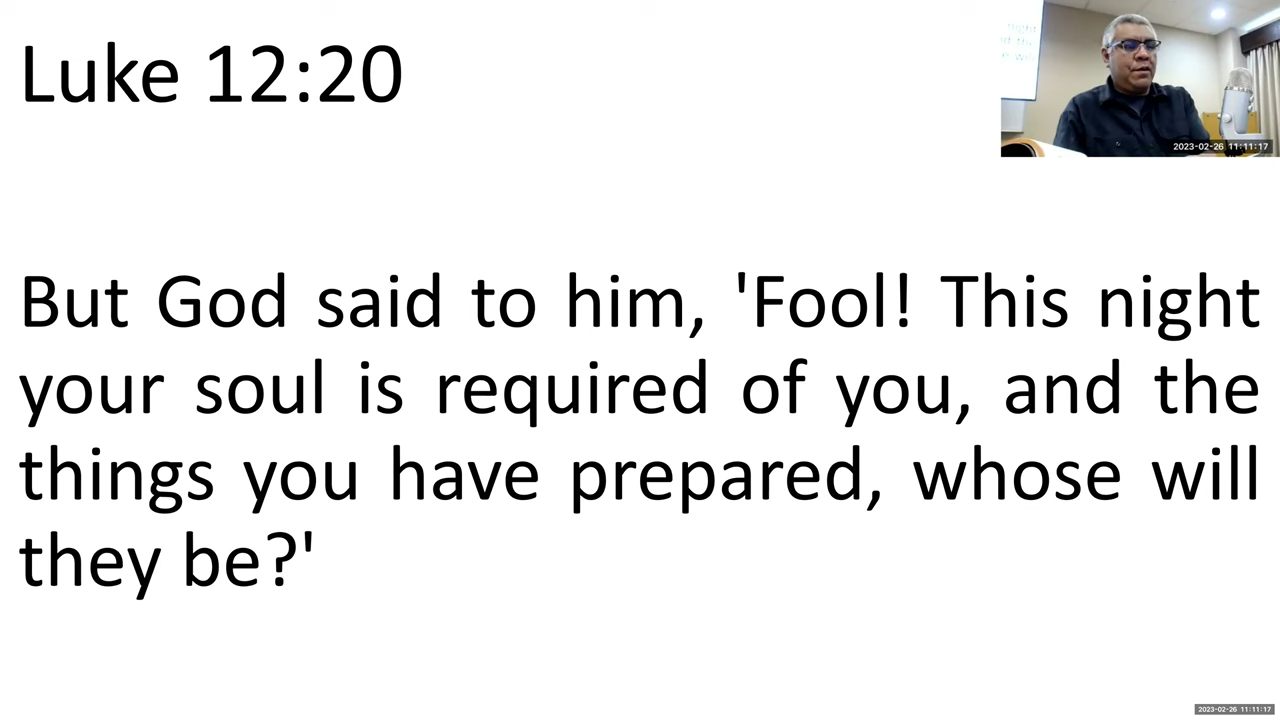 Luke 12:20
2023-02-26 11:11:17
But God said to him, 'Fool! This night
your soul is required of you, and the
things you have prepared, whose will
they be?'
2023-02-26 11:11:17